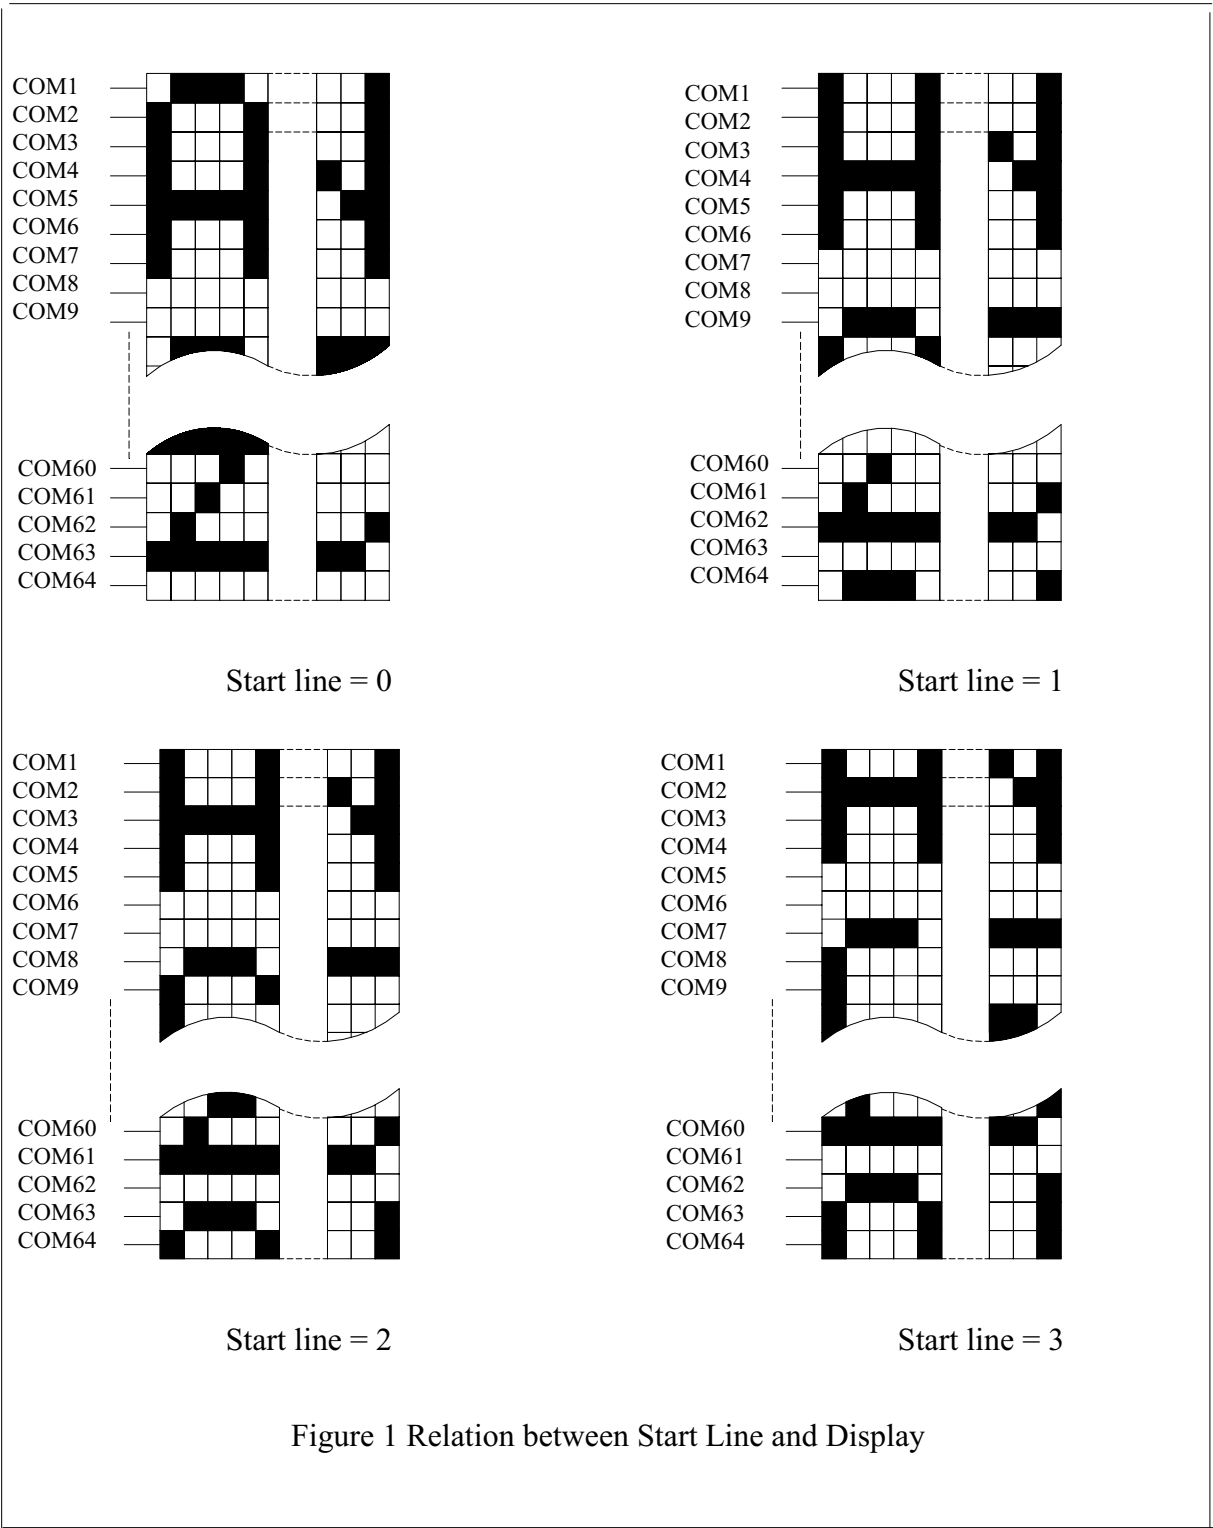 COM1
COM2
COM3
COM4
COM5
COM6
COM7
COM8
COM9
COM60
COM61
COM62
COM63
COM64
Start line = 0
COM1
COM2
COM3
COM4
COM5
COM6
COM7
COM8
COM9
COM60
COM61
COM62
COM63
COM64
Start line = 1
COM1
COM2
COM3
COM4
COM5
COM6
COM7
COM8
COM9
COM60
COM61
COM62
COM63
COM64
Start line = 2
COM1
COM2
COM3
COM4
COM5
COM6
COM7
COM8
COM9
COM60
COM61
COM62
COM63
COM64
Start line = 3
Figure 1 Relation between Start Line and Display